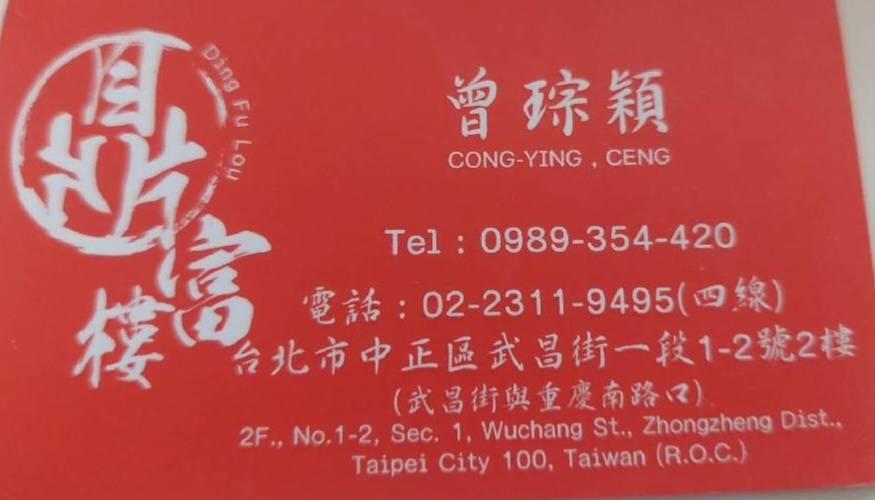 鼎富樓
Ding Fu Lou
曾琮穎
CONG-YING , CENG
Tel : 0989-354-420
電話 : 02-2311-9495(四線)
台北市中正區武昌街一段1-2號2樓
(武昌街與重慶南路口)
2F., No.1-2, Sec. 1, Wuchang St., Zhongzheng Dist.,
Taipei City 100, Taiwan (R.O.C.)